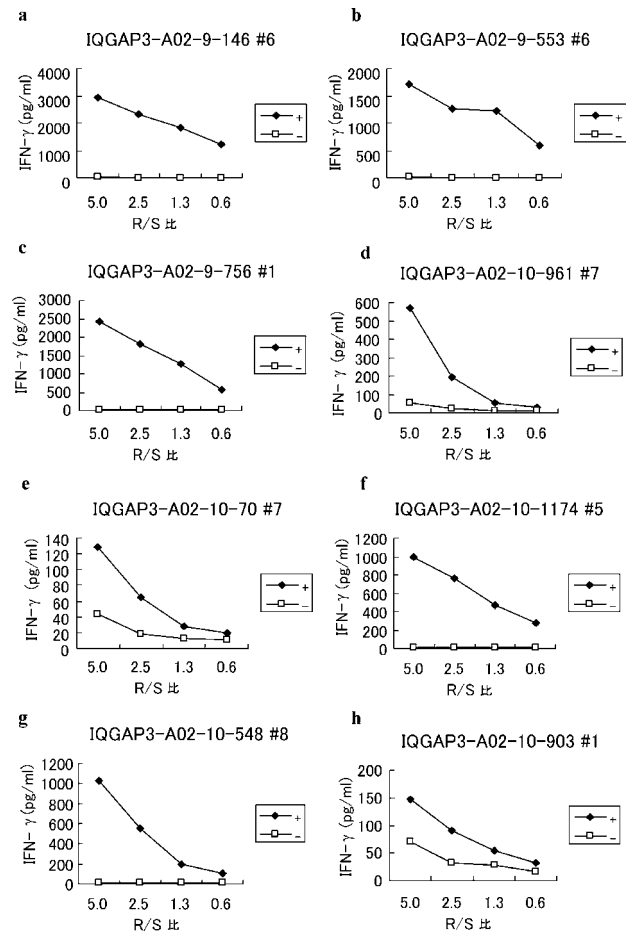 a
IQGAP3-A02-9-146 #6
IFN-γ (pg/ml)
4000
3000
2000
1000
0
5.0 2.5 1.3 0.6
R/S 比
+
−
b
IQGAP3-A02-9-553 #6
IFN-γ (pg/ml)
2000
1500
1000
500
0
5.0 2.5 1.3 0.6
R/S 比
+
−
c
IQGAP3-A02-9-756 #1
IFN-γ (pg/ml)
3000
2500
2000
1500
1000
500
0
5.0 2.5 1.3 0.6
R/S 比
+
−
d
IQGAP3-A02-10-961 #7
IFN-γ (pg/ml)
600
500
400
300
200
100
0
5.0 2.5 1.3 0.6
R/S 比
+
−
e
IQGAP3-A02-10-70 #7
IFN-γ (pg/ml)
140
120
100
80
60
40
20
0
5.0 2.5 1.3 0.6
R/S 比
+
−
f
IQGAP3-A02-10-1174 #5
IFN-γ (pg/ml)
1200
1000
800
600
400
200
0
5.0 2.5 1.3 0.6
R/S 比
+
−
g
IQGAP3-A02-10-548 #8
IFN-γ (pg/ml)
1200
1000
800
600
400
200
0
5.0 2.5 1.3 0.6
R/S 比
+
−
h
IQGAP3-A02-10-903 #1
IFN-γ (pg/ml)
200
150
100
50
0
5.0 2.5 1.3 0.6
R/S 比
+
−